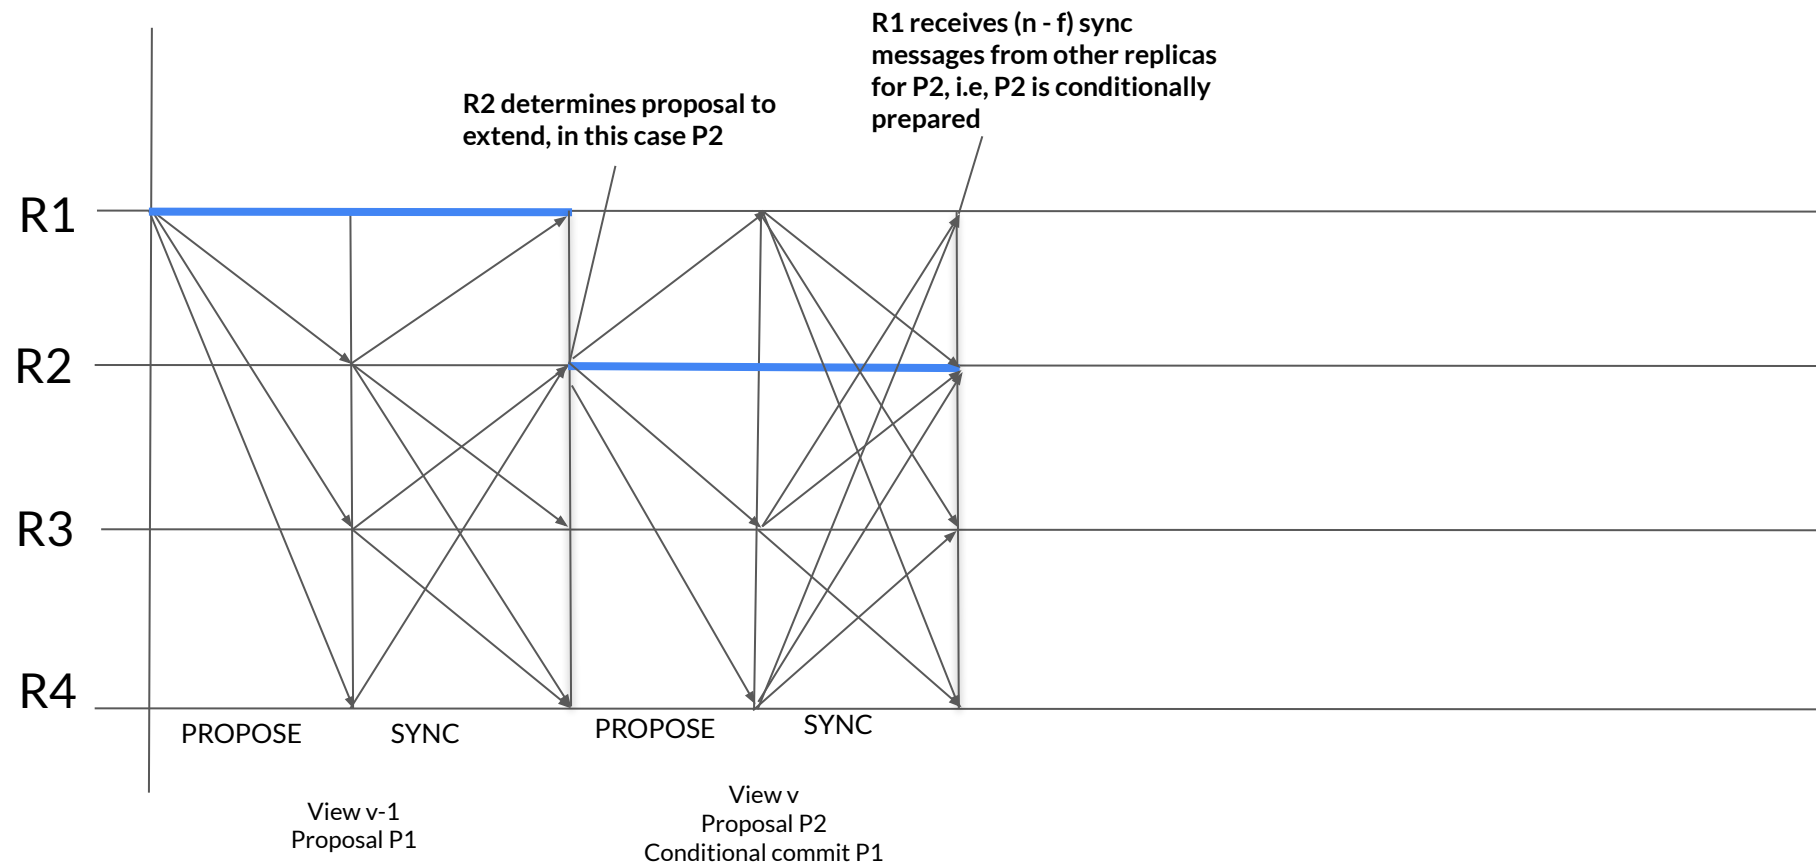 R1 receives (n - f) sync
messages from other replicas
for P2, i.e, P2 is conditionally
prepared
R2 determines proposal to
extend, in this case P2
R1
R2
R3
R4
PROPOSE
SYNC
PROPOSE
SYNC
View v-1
Proposal P1
View v
Proposal P2
Conditional commit P1